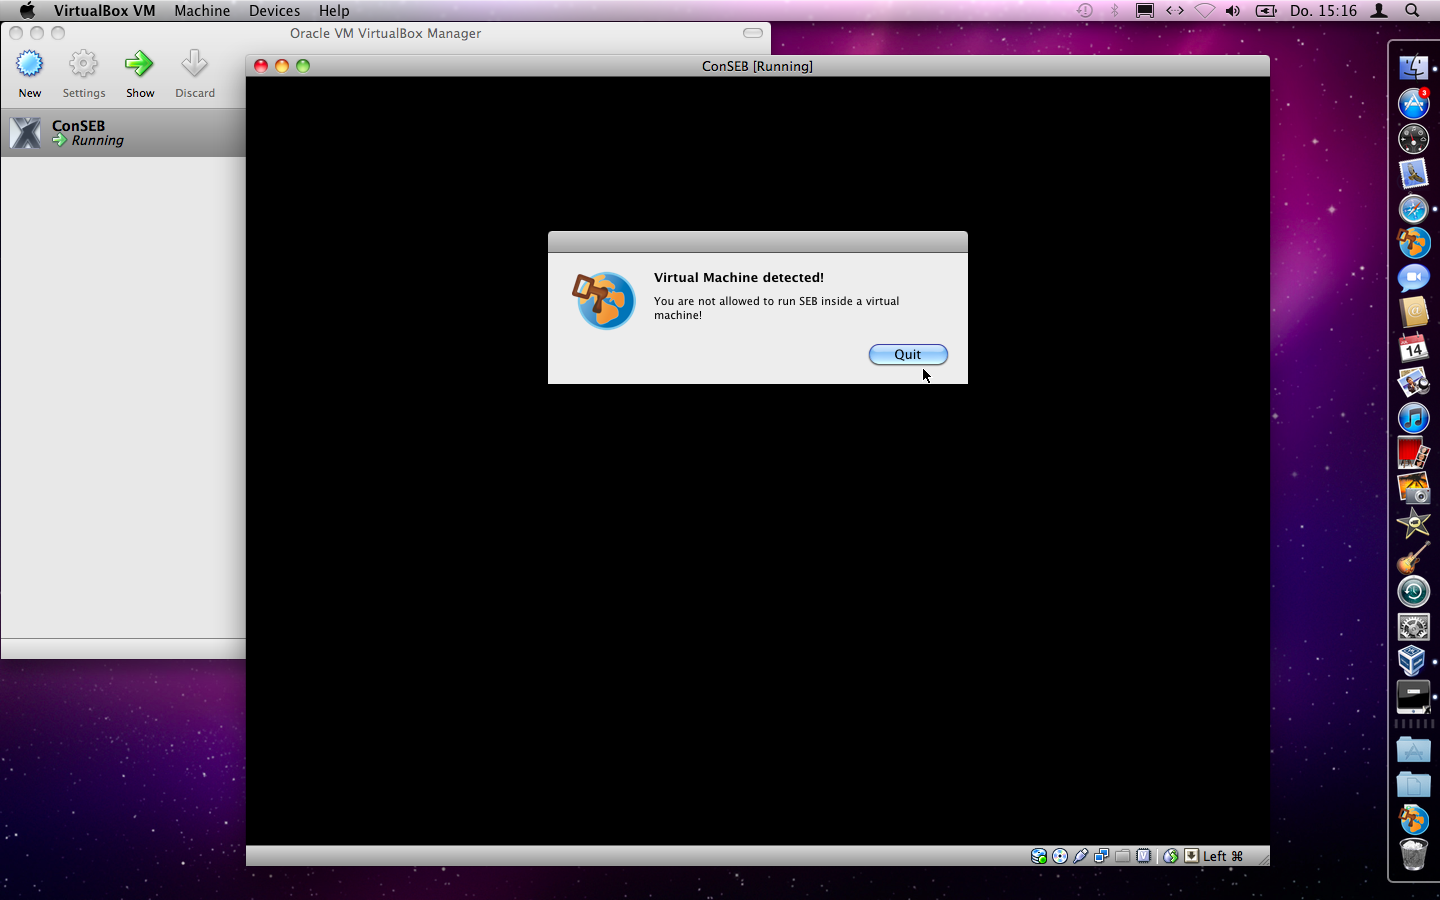 VirtualBox VM Machine Devices Help
Do. 15:16
Oracle VM VirtualBox Manager
New Settings Show Discard
ConSEB
Running
ConSEB [Running]
Virtual Machine detected!
You are not allowed to run SEB inside a virtual
machine!
Quit
3
14
Left ⌘